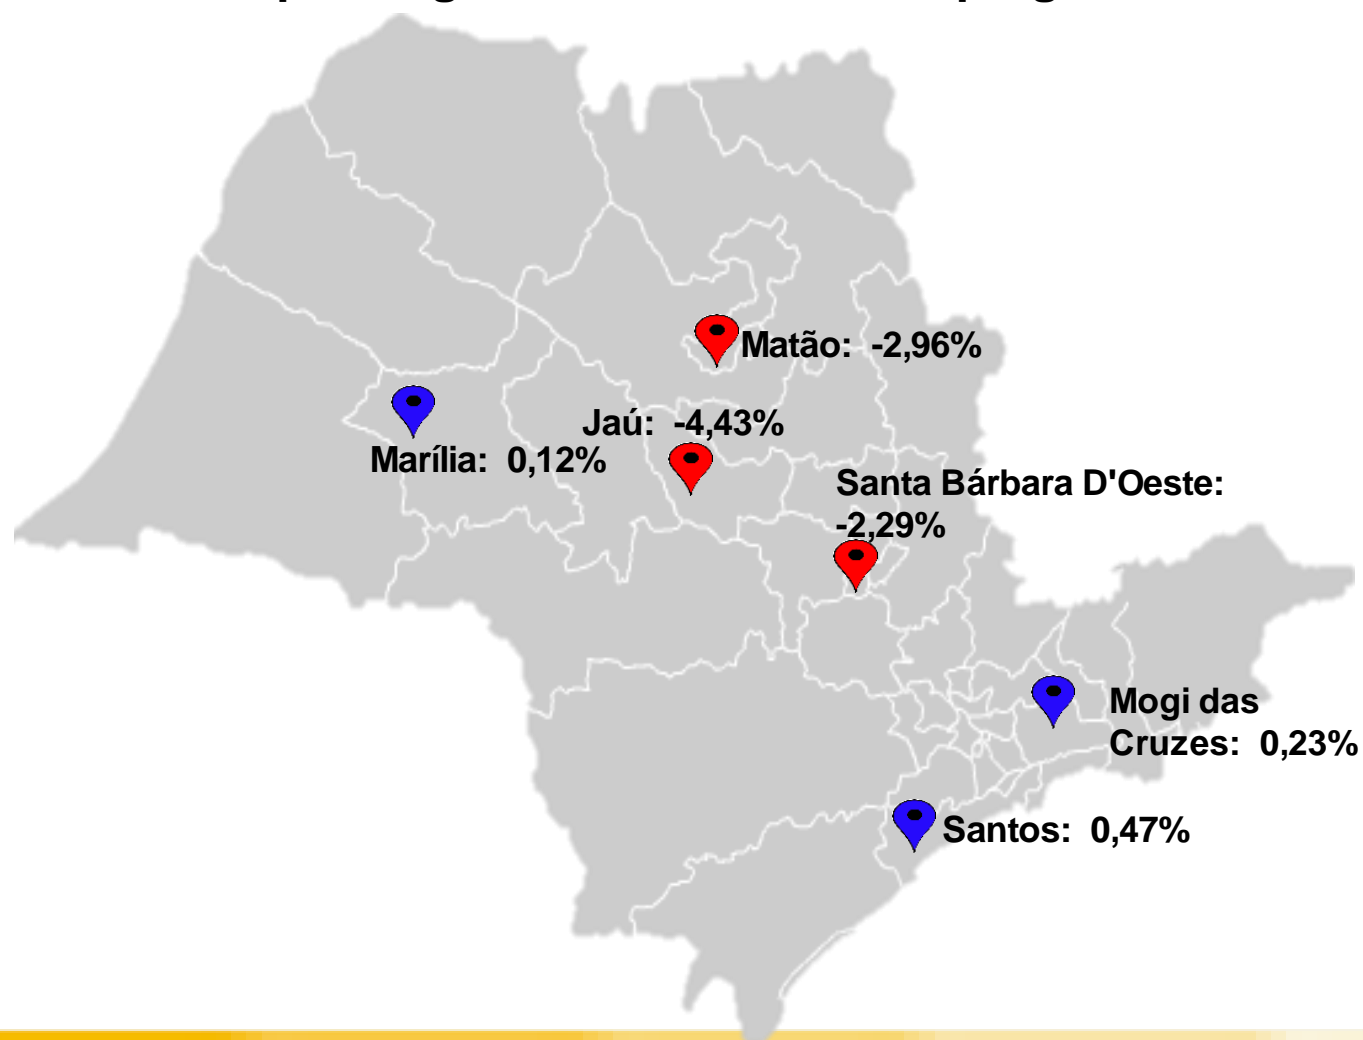 Matão: -2,96%
Jaú: -4,43%
Marília: 0,12%
Santa Bárbara D'Oeste:
-2,29%
Mogi das
Cruzes: 0,23%
Santos: 0,47%